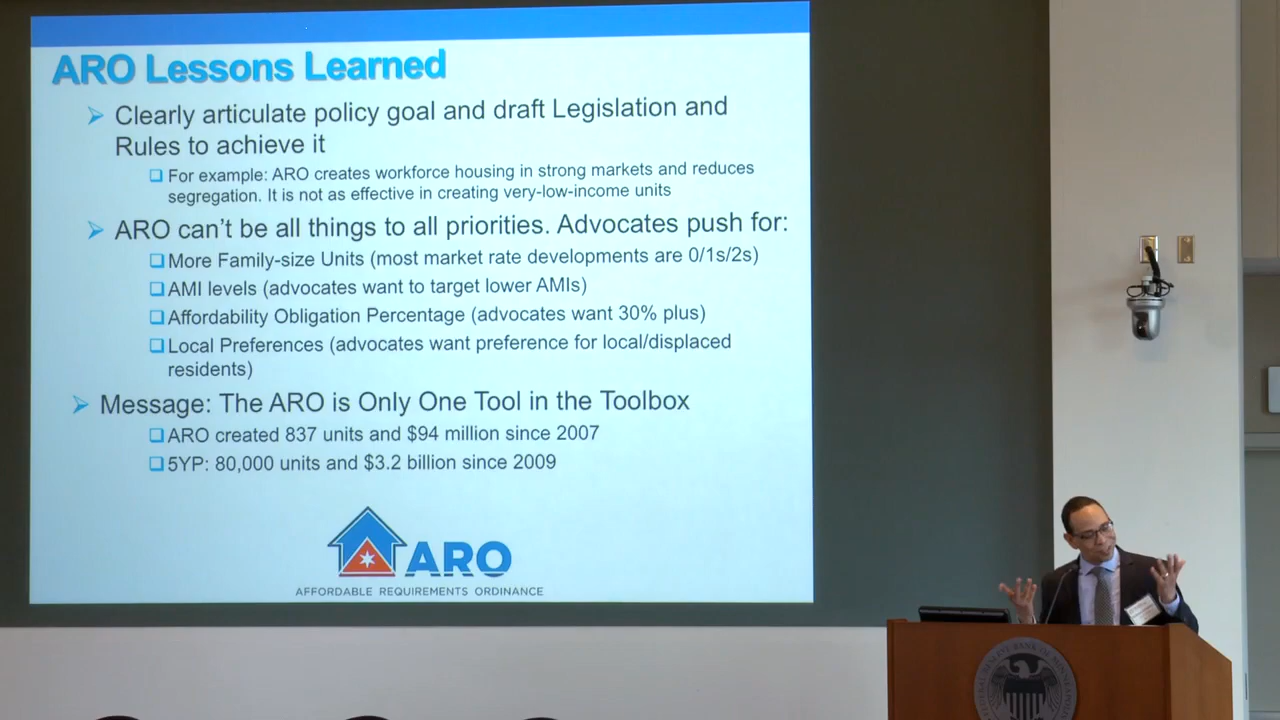 ARO Lessons Learned
Clearly articulate policy goal and draft Legislation and
Rules to achieve it
For example: ARO creates workforce housing in strong markets and reduces
segregation. It is not as effective in creating very-low-income units
ARO can't be all things to all priorities. Advocates push for:
More Family-size Units (most market rate developments are 0/1s/2s)
AMI levels (advocates want to target lower AMIs)
Affordability Obligation Percentage (advocates want 30% plus)
Local Preferences (advocates want preference for local/displaced
residents)
Message: The ARO is Only One Tool in the Toolbox
ARO created 837 units and $94 million since 2007
5YP: 80,000 units and $3.2 billion since 2009
ARO
AFFORDABLE REQUIREMENTS ORDINANCE
FEDERAL RESERVE BANK OF MINNEAPOLIS